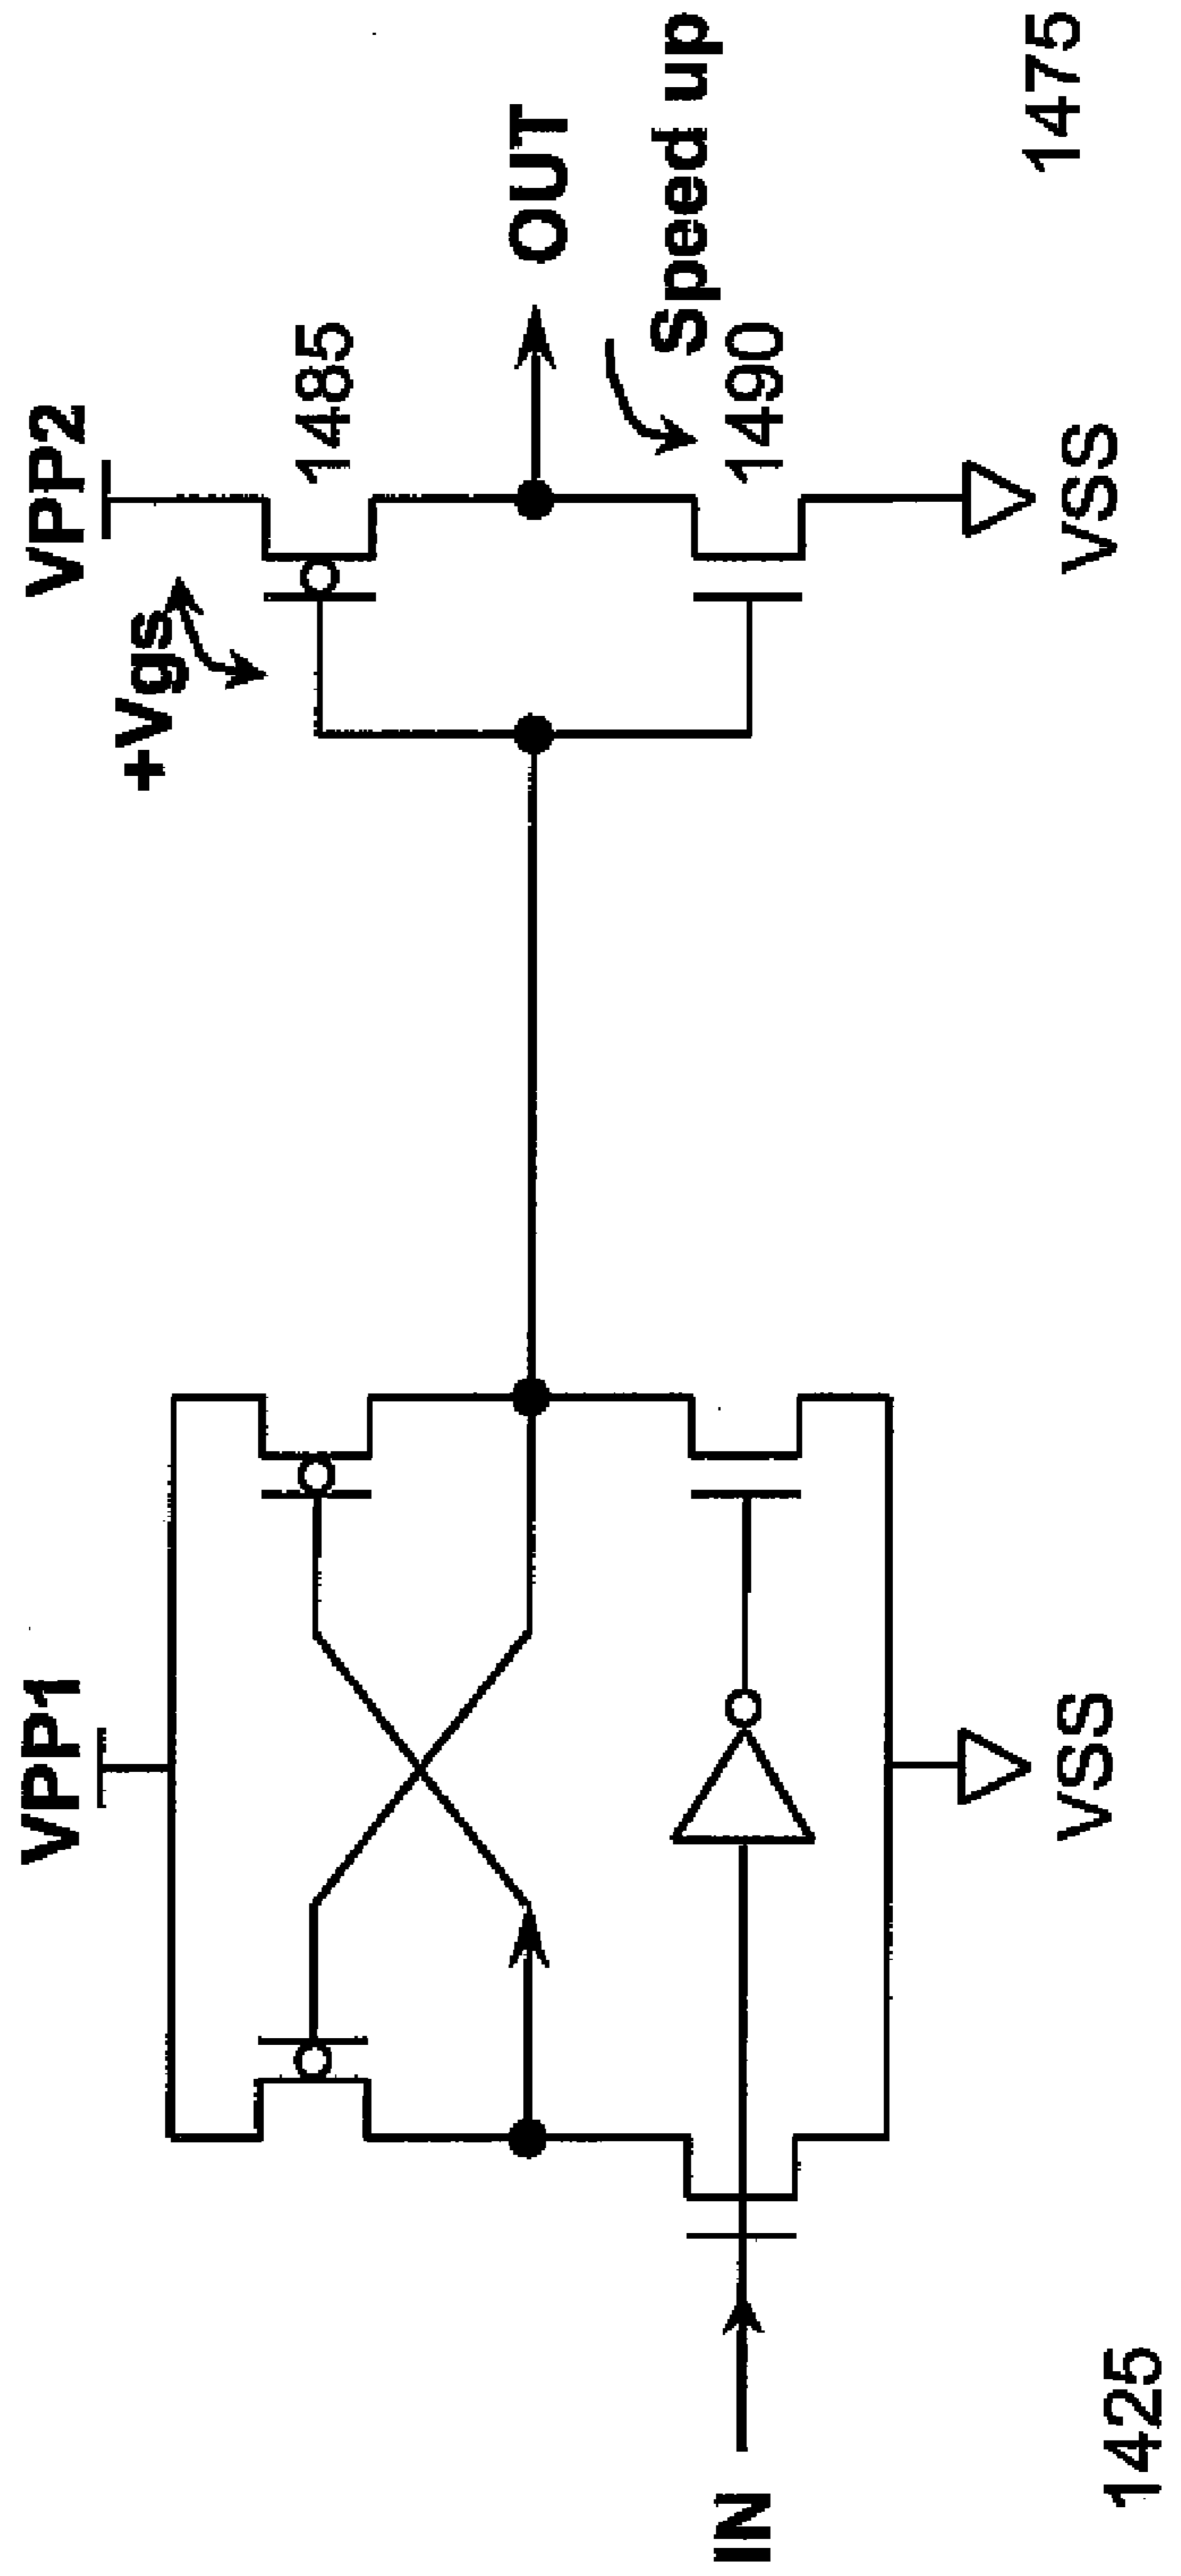 VPP1
VPP2
+Vgs
1485
OUT
Speed up
1490
IN
VSS
VSS
1425
1475